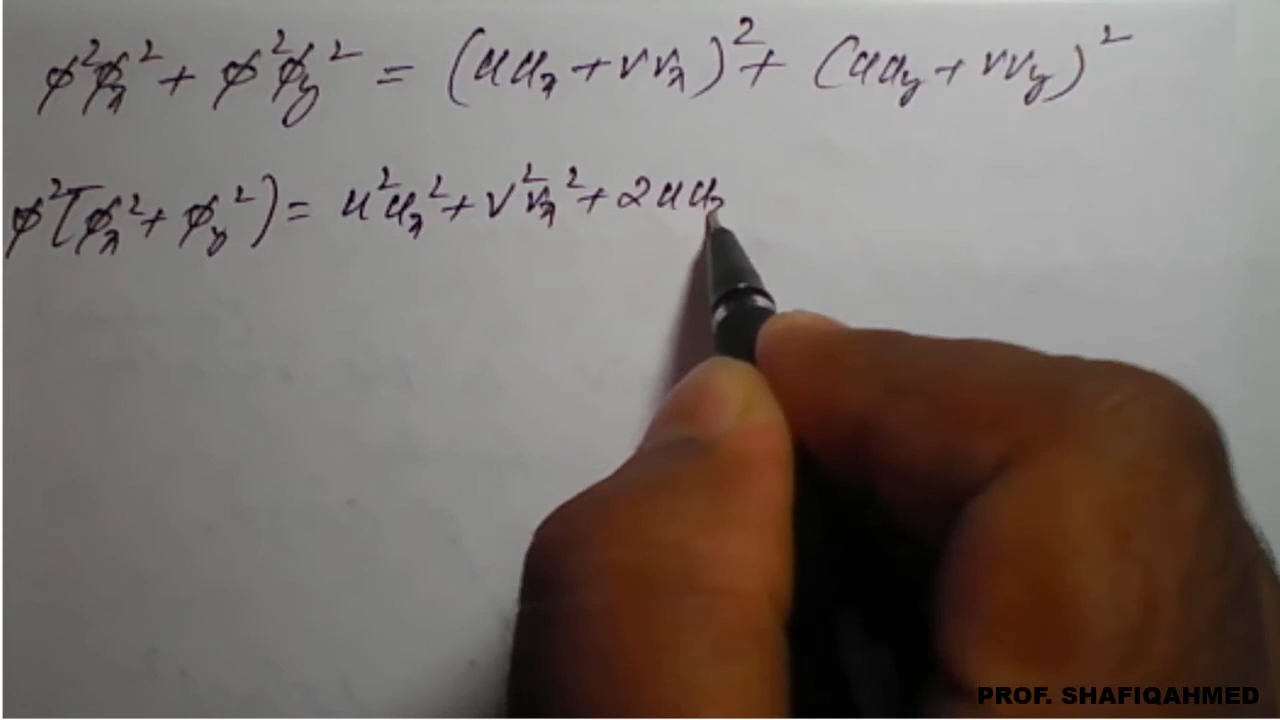 ϕ²ϕₓ² + ϕ²ϕᵧ² = (uuₓ + vvₓ)² + (uuᵧ + vvᵧ)²
ϕ²[ϕₓ² + ϕᵧ²) = u²uₓ² + v²vₓ² + 2uuₓ
PROF. SHAFIQAHMED